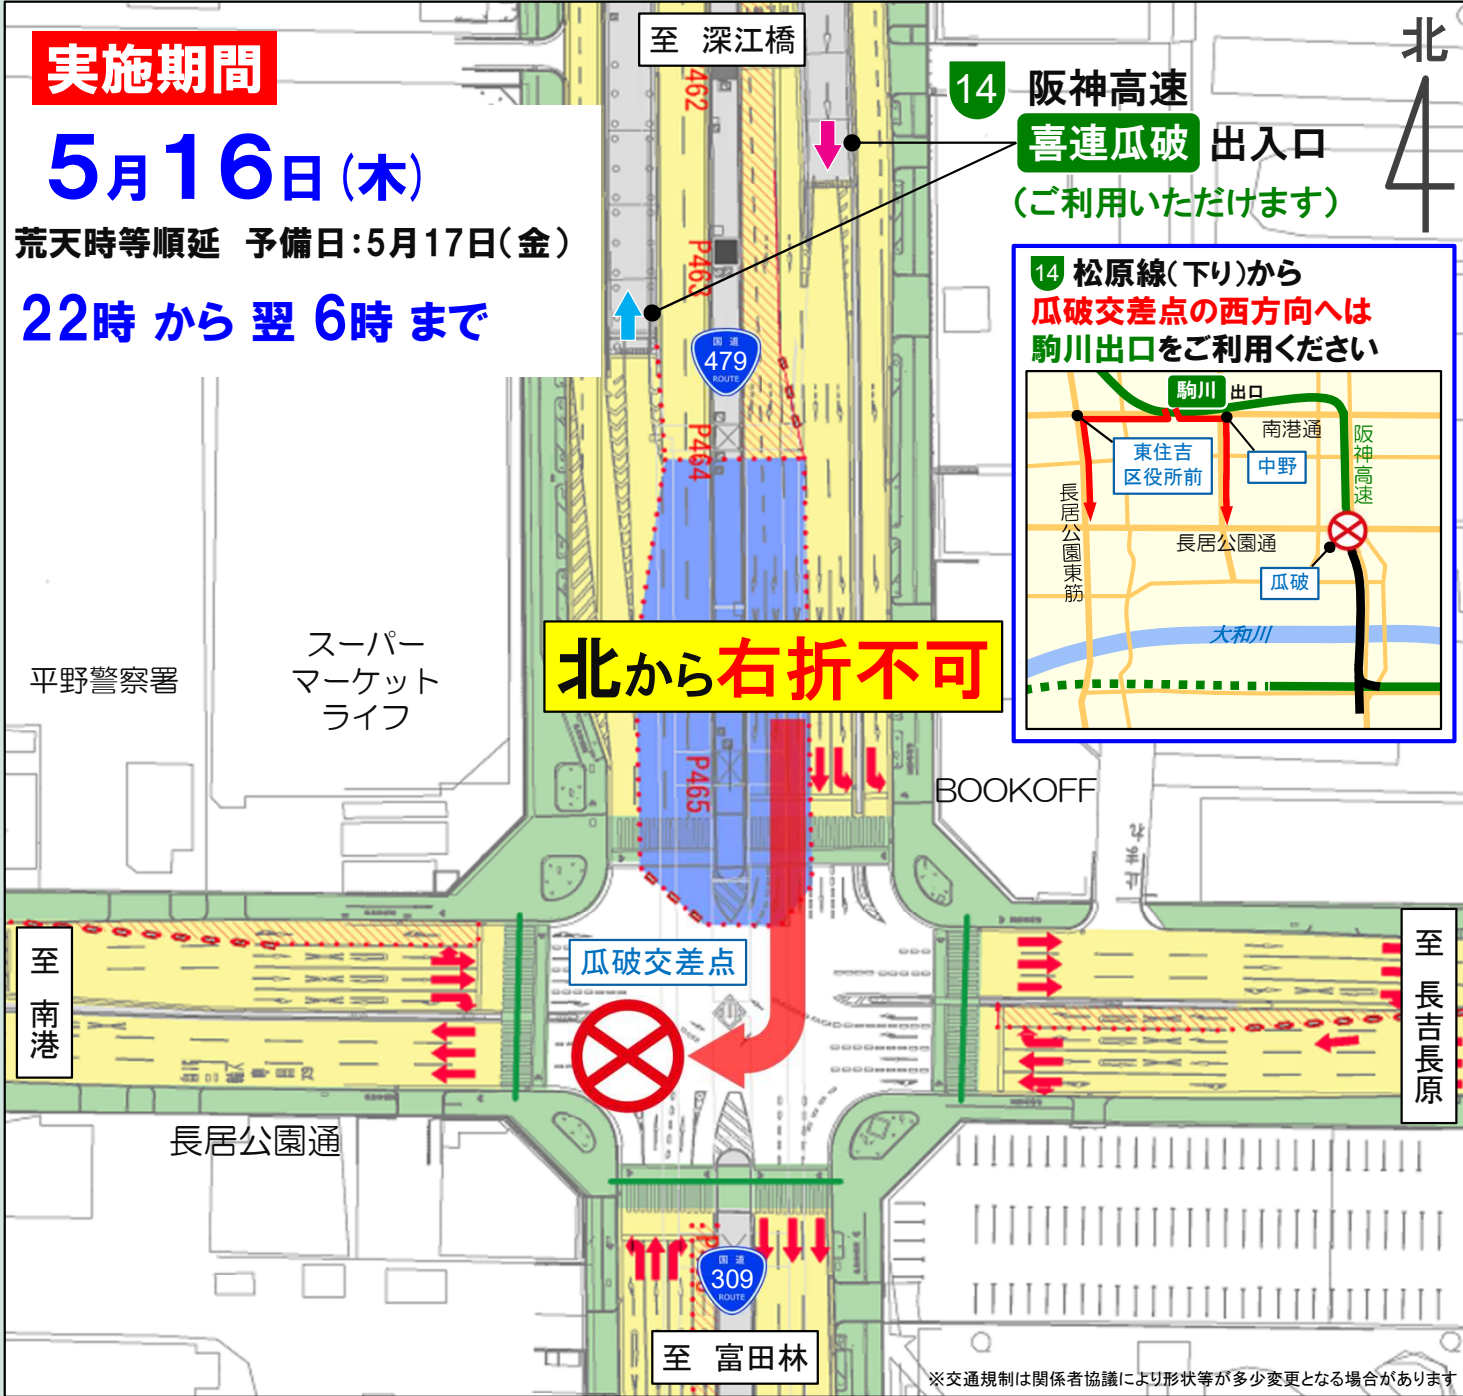 実施期間
5月16日(木)
荒天時等順延 予備日:5月17日(金)
22時 から 翌 6時 まで
至 深江橋
14 阪神高速
喜連瓜破 出入口
(ご利用いただけます)
北
14 松原線(下り)から
瓜破交差点の西方向へは
駒川出口をご利用ください
駒川 出口
南港通
阪神高速
東住吉
区役所前
中野
長居公園東筋
長居公園通
瓜破
大和川
P463
国道
479
ROUTE
P464
平野警察署
スーパー
マーケット
ライフ
北から右折不可
P465
BOOKOFF
瓜破交差点
至 南港
至 長吉長原
長居公園通
国道
309
ROUTE
至 富田林
※交通規制は関係者協議により形状等が多少変更となる場合があります